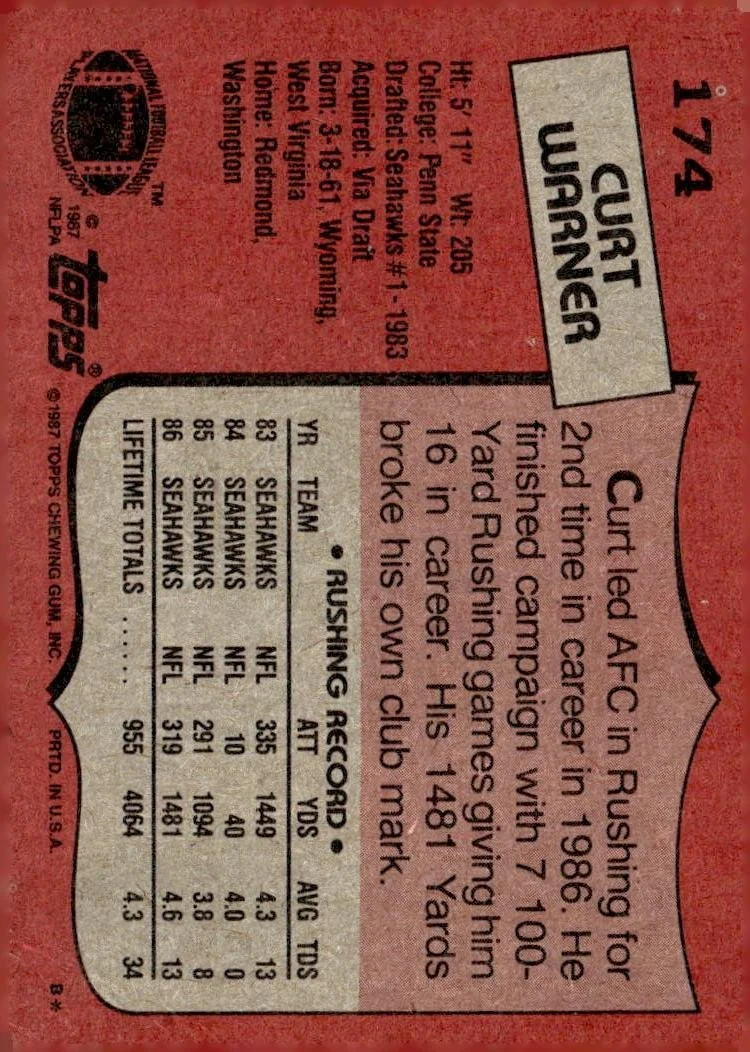 174
CURT
WARNER
Ht: 5' 11" Wt: 205
College: Penn State
Drafted: Seahawks #1-1983
Acquired: Via Draft
Born: 3-18-61, Wyoming,
West Virginia
Home: Redmond,
Washington
Curt led AFC in Rushing for
2nd time in career in 1986. He
finished campaign with 7 100-
Yard Rushing games giving him
16 in career. His 1481 Yards
broke his own club mark.
• RUSHING RECORD •
YR TEAM ATT YDS AVG TDS
83 SEAHAWKS NFL 335 1449 4.3 13
84 SEAHAWKS NFL 10 40 4.0 0
85 SEAHAWKS NFL 291 1094 3.8 8
86 SEAHAWKS NFL 319 1481 4.6 13
LIFETIME TOTALS ...... 955 4064 4.3 34
NATIONAL FOOTBALL LEAGUE
PLAYERS ASSOCIATION
™
© 1987
NFLPA
topps®
©1987 TOPPS CHEWING GUM, INC. PRTD. IN U.S.A. B*